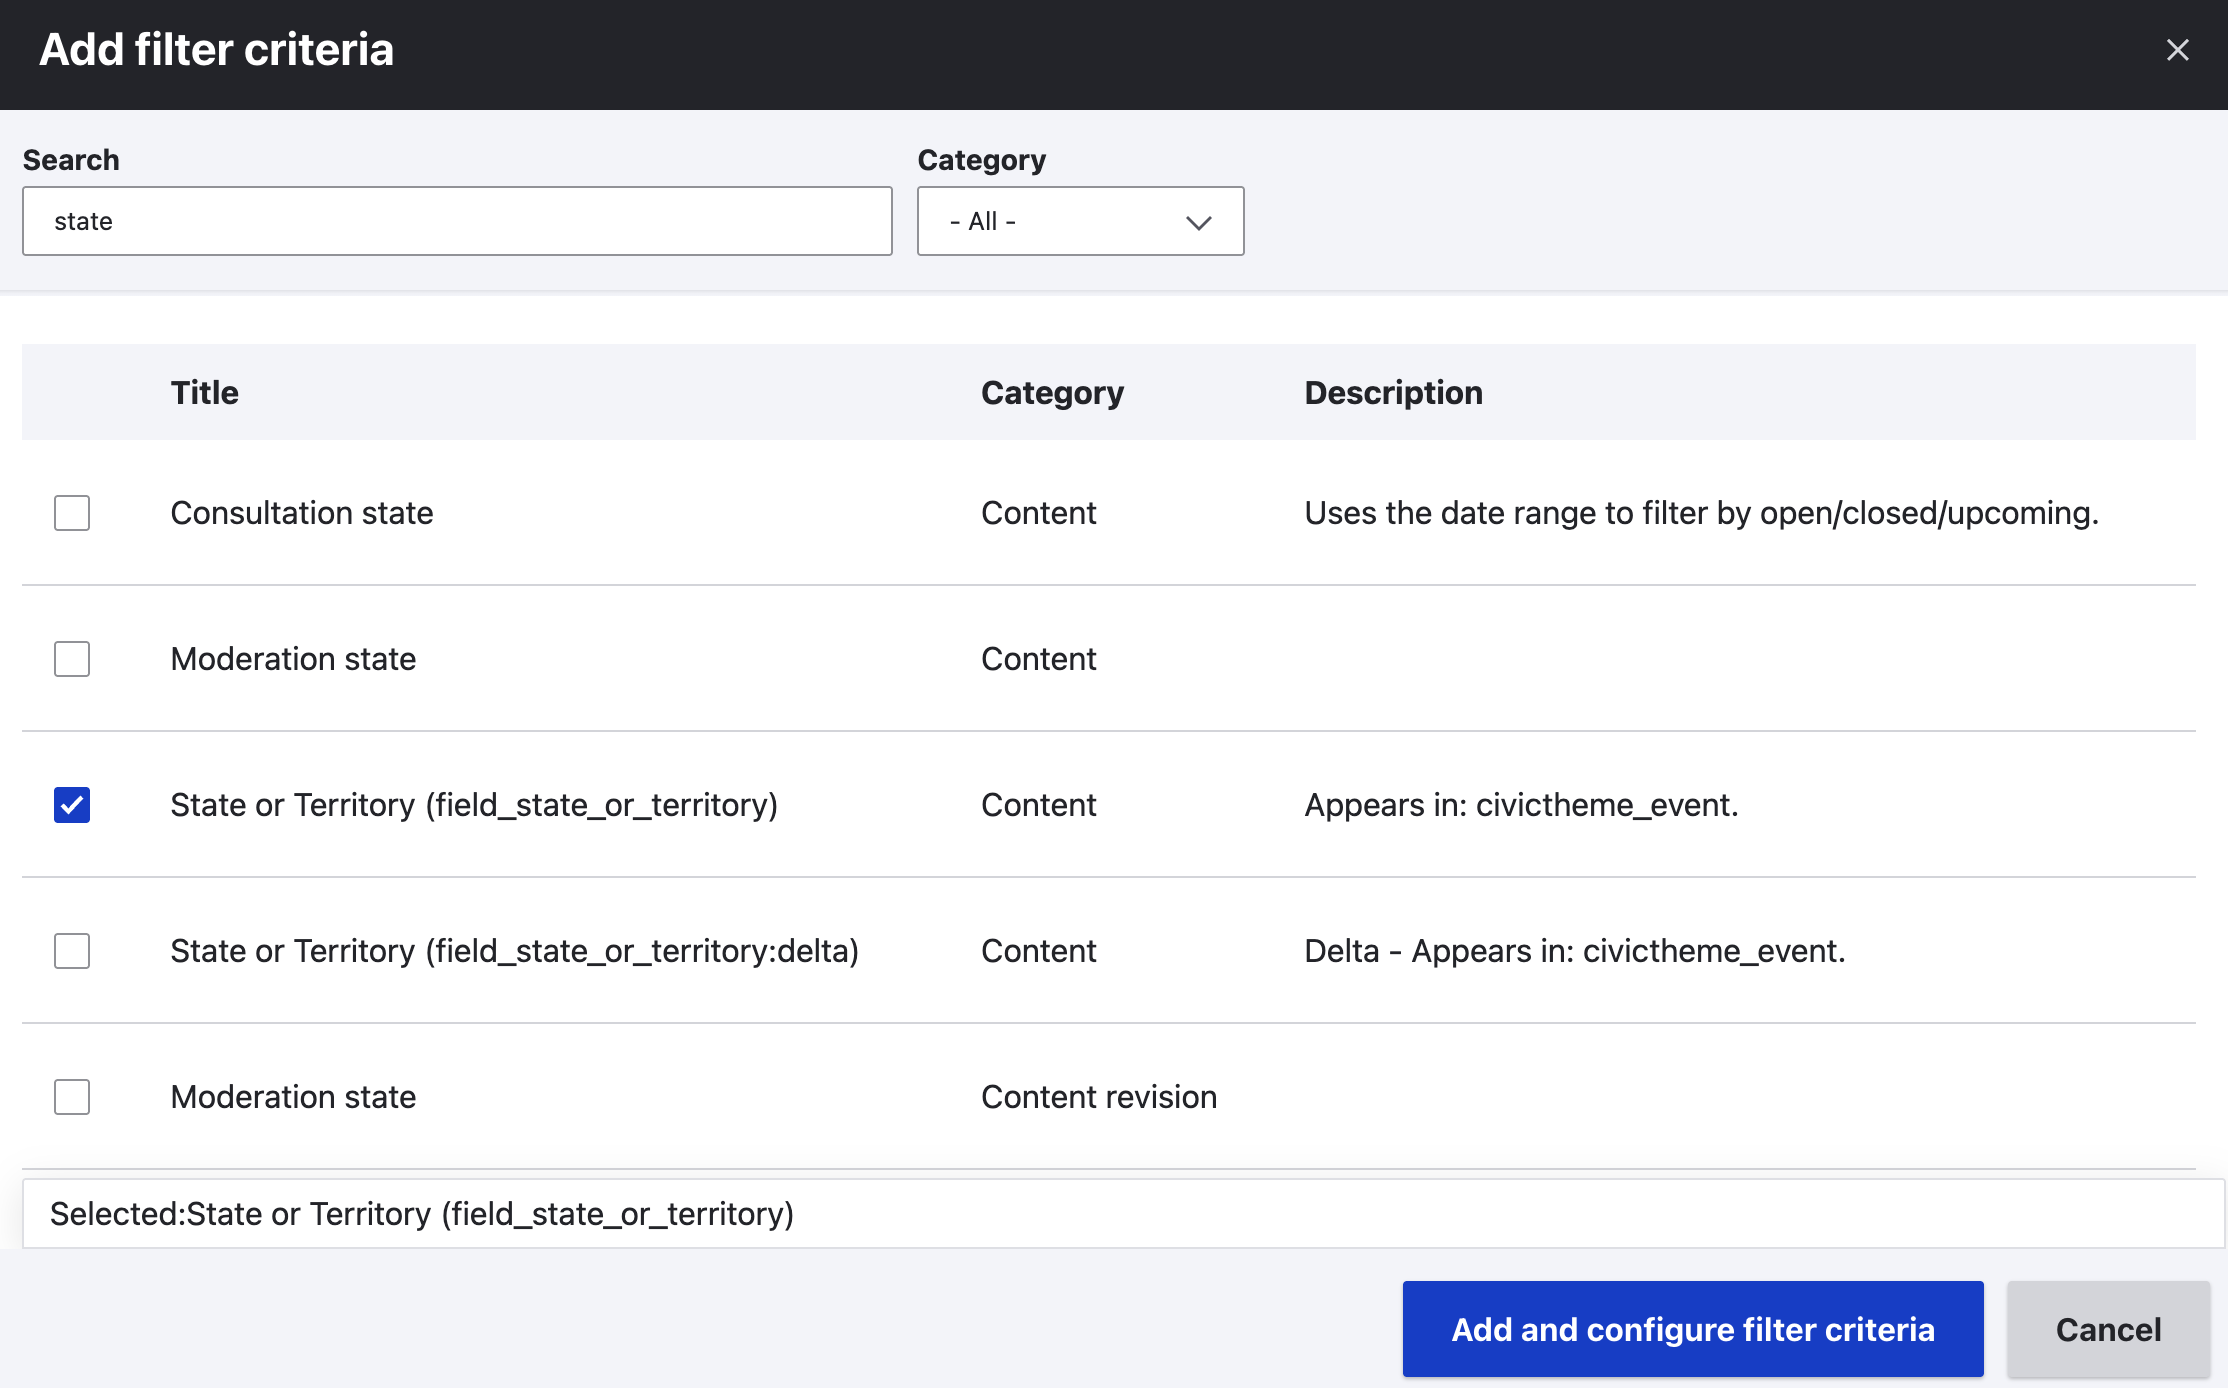 Add filter criteria
Search
Category
state
- All -
Title
Category
Description
Consultation state
Content
Uses the date range to filter by open/closed/upcoming.
Moderation state
Content
State or Territory (field_state_or_territory)
Content
Appears in: civictheme_event.
State or Territory (field_state_or_territory:delta)
Content
Delta - Appears in: civictheme_event.
Moderation state
Content revision
Selected:State or Territory (field_state_or_territory)
Add and configure filter criteria
Cancel